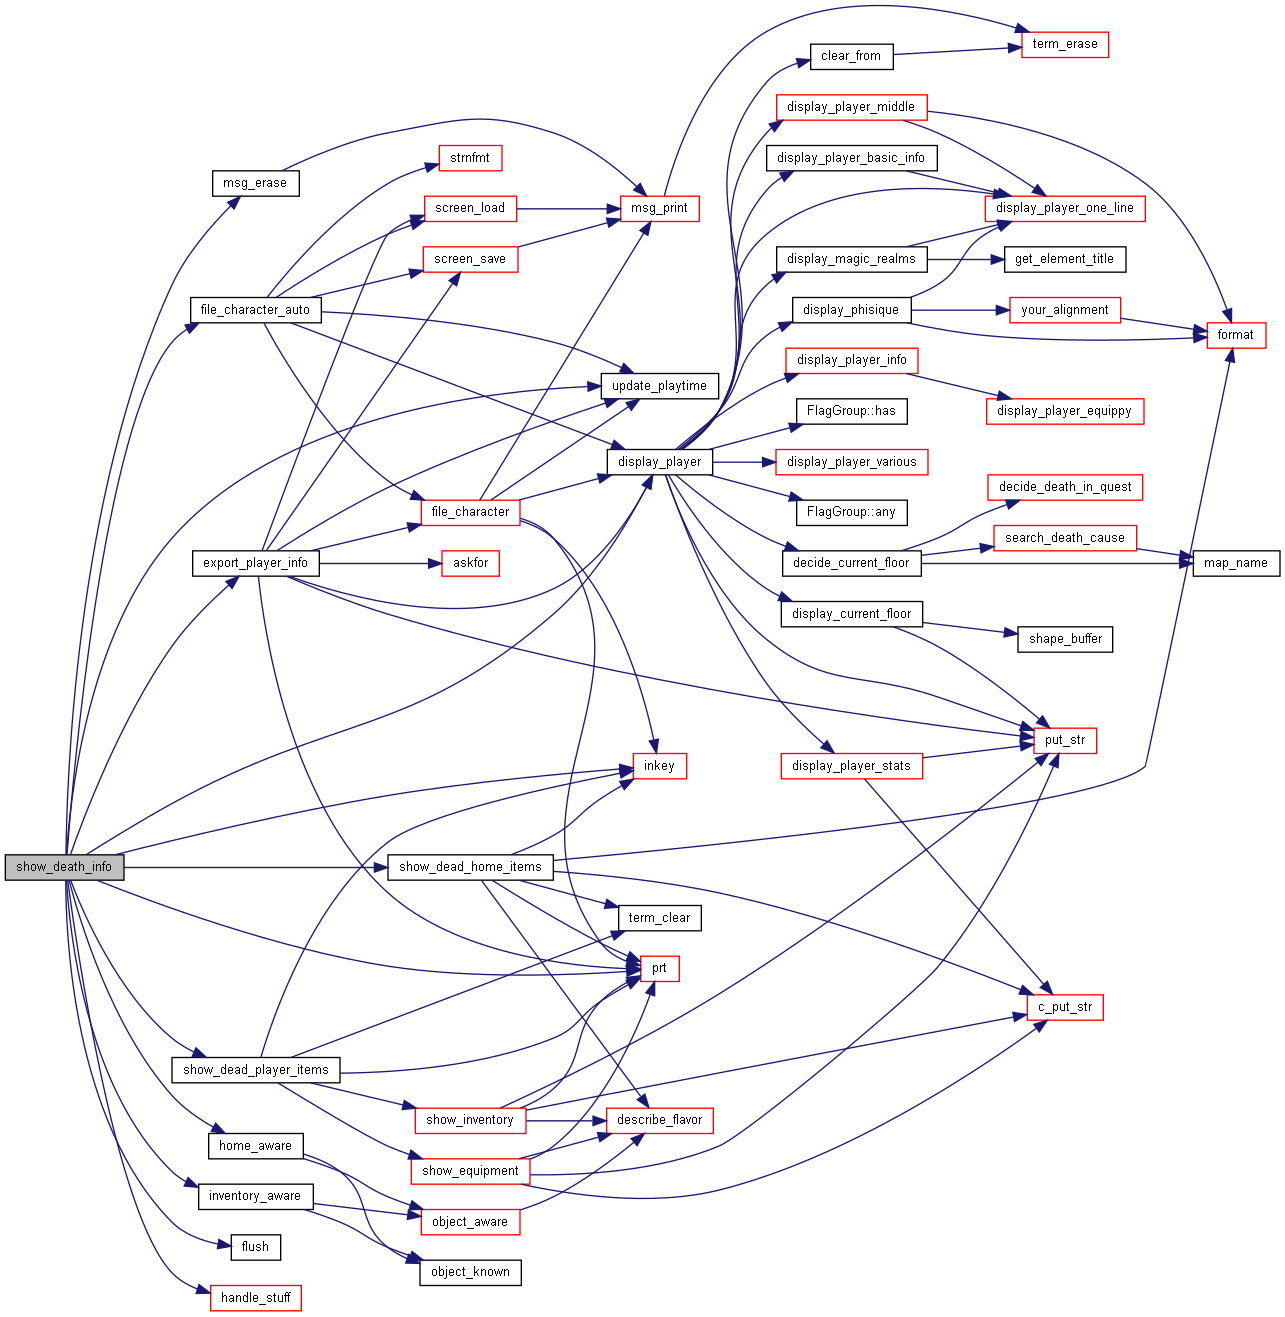 term_erase
clear_from
display_player_middle
strnfmt
display_player_basic_info
msg_erase
screen_load
msg_print
display_player_one_line
screen_save
display_magic_realms
get_element_title
file_character_auto
display_phisique
your_alignment
format
display_player_info
update_playtime
FlagGroup::has
display_player_equippy
display_player
display_player_various
decide_death_in_quest
file_character
FlagGroup::any
search_death_cause
export_player_info
askfor
decide_current_floor
map_name
display_current_floor
shape_buffer
put_str
inkey
display_player_stats
show_death_info
show_dead_home_items
term_clear
prt
c_put_str
show_dead_player_items
show_inventory
describe_flavor
home_aware
show_equipment
inventory_aware
object_aware
flush
object_known
handle_stuff